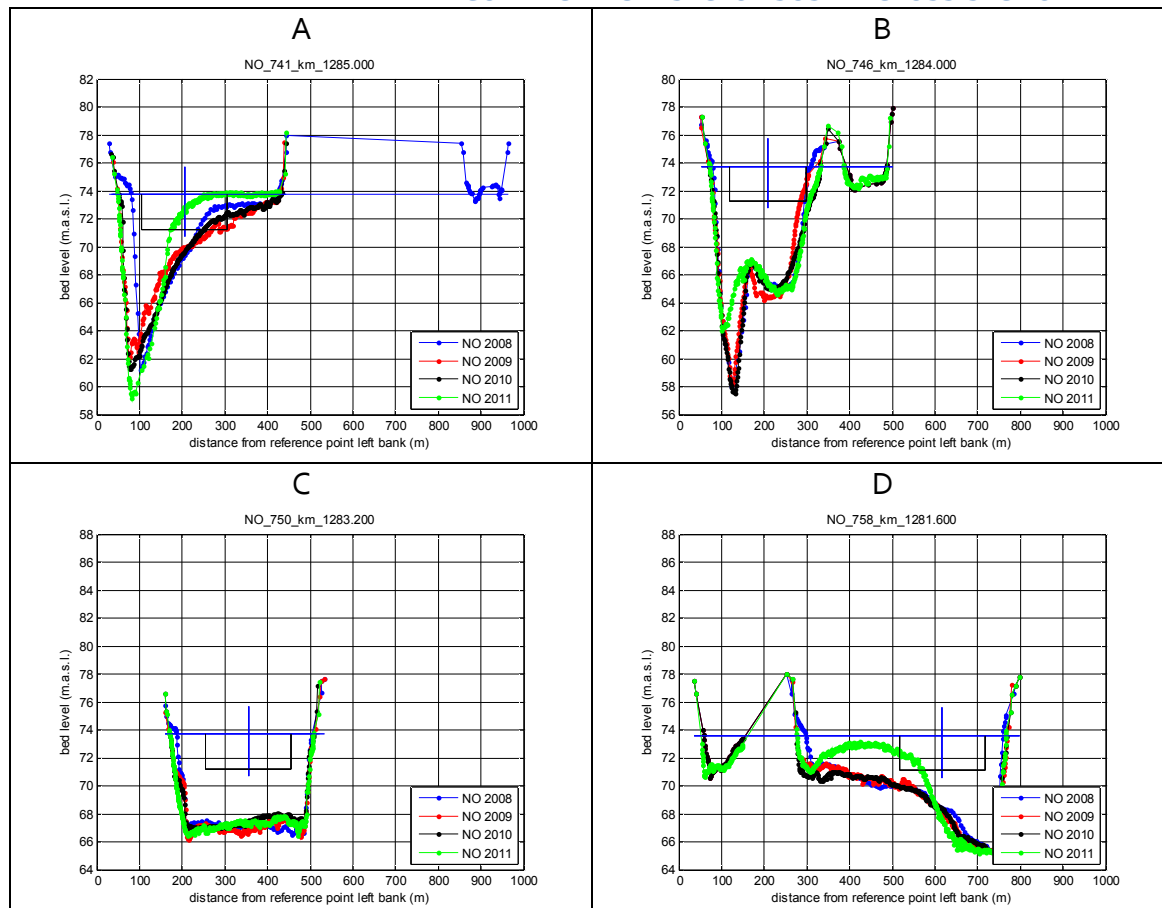 A
NO_741_km_1285.000
82
80
78
76
74
72
70
68
66
64
62
60
58
bed level (m.a.s.l.)
0 100 200 300 400 500 600 700 800 900 1000
distance from reference point left bank (m)
NO 2008
NO 2009
NO 2010
NO 2011
B
NO_746_km_1284.000
80
78
76
74
72
70
68
66
64
62
60
58
56
bed level (m.a.s.l.)
0 100 200 300 400 500 600 700 800 900 1000
distance from reference point left bank (m)
NO 2008
NO 2009
NO 2010
NO 2011
C
NO_750_km_1283.200
88
86
84
82
80
78
76
74
72
70
68
66
64
bed level (m.a.s.l.)
0 100 200 300 400 500 600 700 800 900 1000
distance from reference point left bank (m)
NO 2008
NO 2009
NO 2010
NO 2011
D
NO_758_km_1281.600
88
86
84
82
80
78
76
74
72
70
68
66
64
bed level (m.a.s.l.)
0 100 200 300 400 500 600 700 800 900 1000
distance from reference point left bank (m)
NO 2008
NO 2009
NO 2010
NO 2011